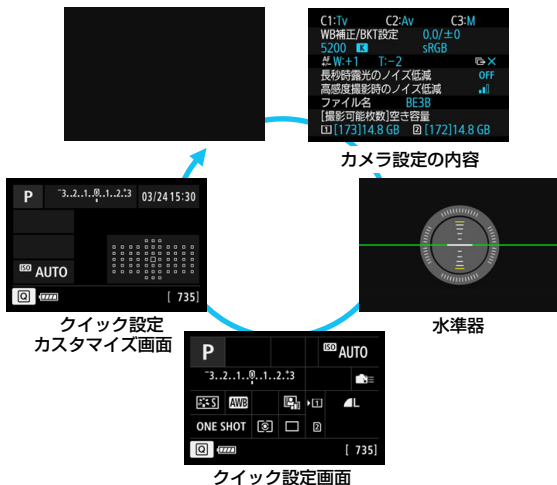 C1:Tv C2:Av C3:M
WB補正/BKT設定 0,0/±0
5200 K sRGB
W:+1 T:−2
長秒時露光のノイズ低減 OFF
高感度撮影時のノイズ低減
ファイル名 BE3B
[撮影可能枚数]空き容量
1 [173]14.8 GB 2 [172]14.8 GB
カメラ設定の内容
P -3..2..1..0..1..2..+3 03/24 15:30
ISO AUTO
Q [ 735]
クイック設定
カスタマイズ画面
水準器
P ISO AUTO
-3..2..1..0..1..2..+3
S AWB 1 L
ONE SHOT 2
Q [ 735]
クイック設定画面